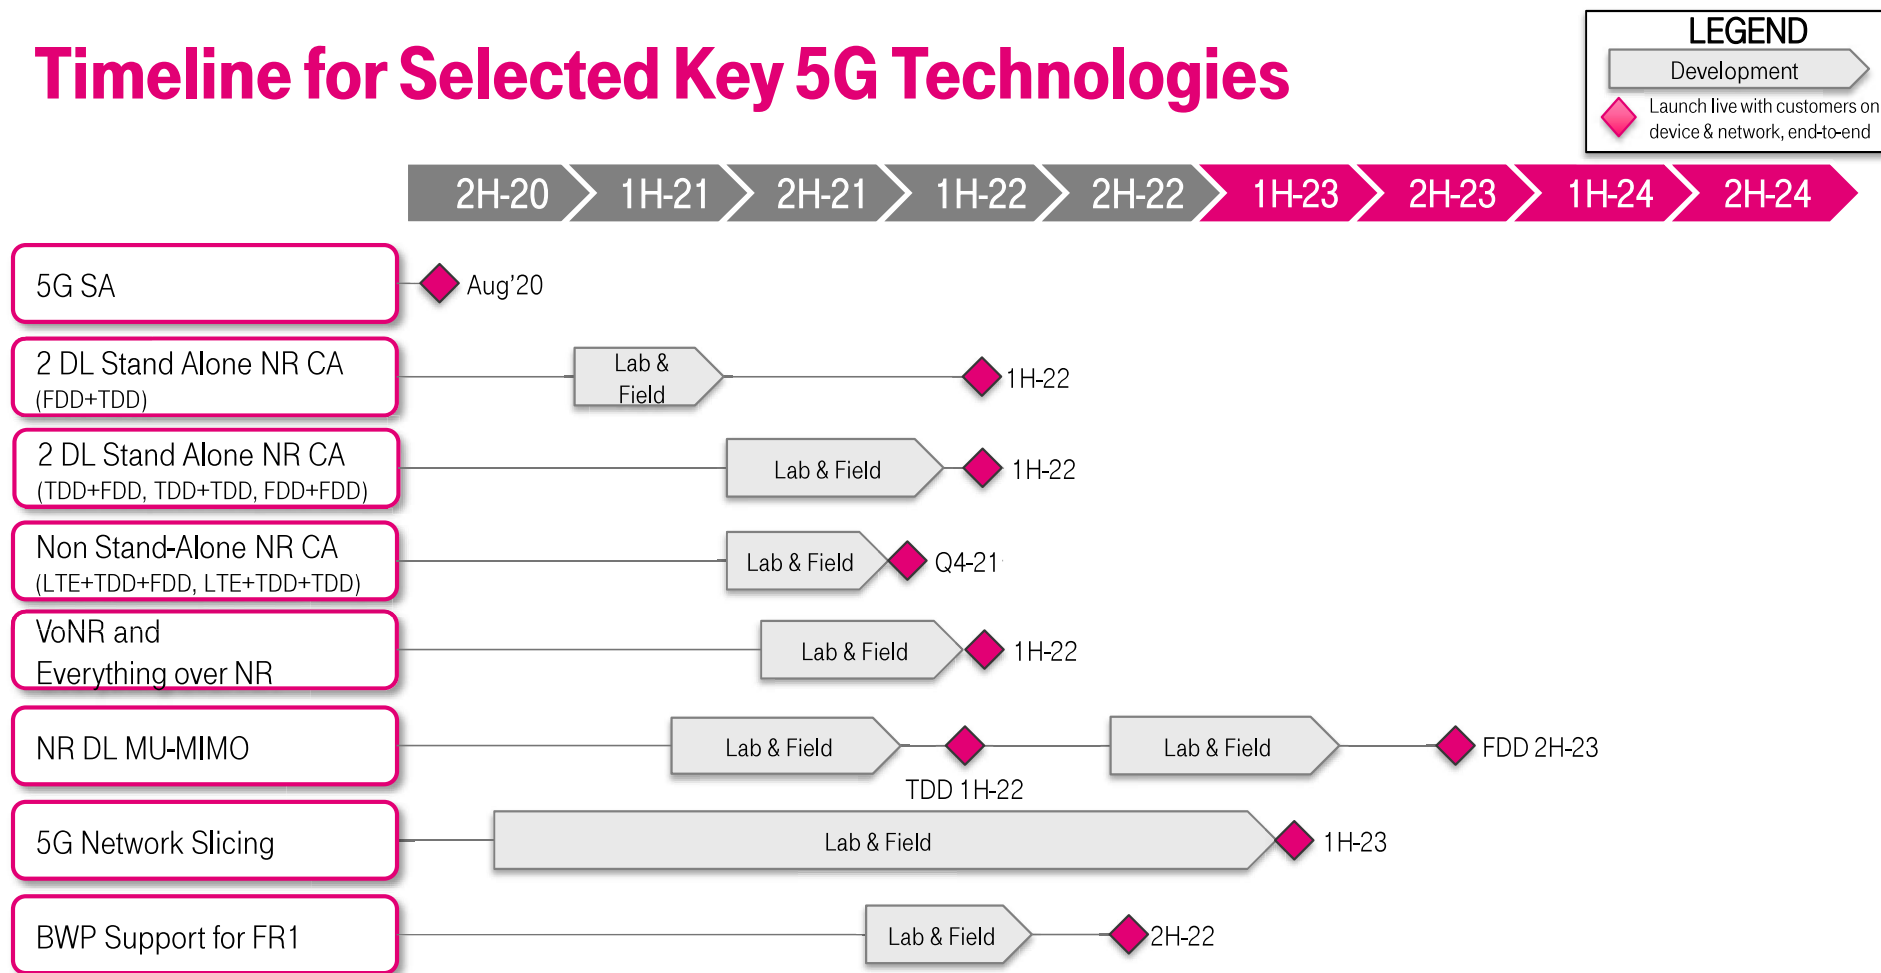 Timeline for Selected Key 5G Technologies
LEGEND
Development
Launch live with customers on
device & network, end-to-end
2H-20 1H-21 2H-21 1H-22 2H-22 1H-23 2H-23 1H-24 2H-24
5G SA
Aug'20
2 DL Stand Alone NR CA
(FDD+TDD)
Lab &
Field
1H-22
2 DL Stand Alone NR CA
(TDD+FDD, TDD+TDD, FDD+FDD)
Lab & Field
1H-22
Non Stand-Alone NR CA
(LTE+TDD+FDD, LTE+TDD+TDD)
Lab & Field
Q4-21
VoNR and
Everything over NR
Lab & Field
1H-22
NR DL MU-MIMO
Lab & Field
TDD 1H-22
Lab & Field
FDD 2H-23
5G Network Slicing
Lab & Field
1H-23
BWP Support for FR1
Lab & Field
2H-22